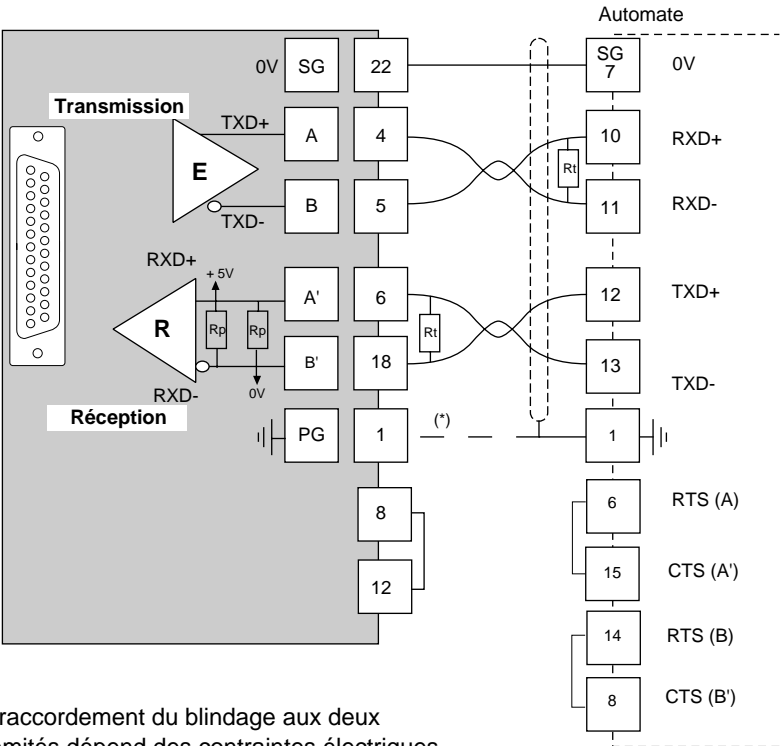 Automate
0V SG 22 SG 7 0V
Transmission
TXD+ A 4 10 RXD+
E Rt
TXD- B 5 11 RXD-
RXD+
+ 5V
A' 6 12 TXD+
R Rp Rp Rt
B' 18 13 TXD-
RXD- 0V
Réception
PG 1 (*) 1
8 6 RTS (A)
12 15 CTS (A')
14 RTS (B)
8 CTS (B')
raccordement du blindage aux deux